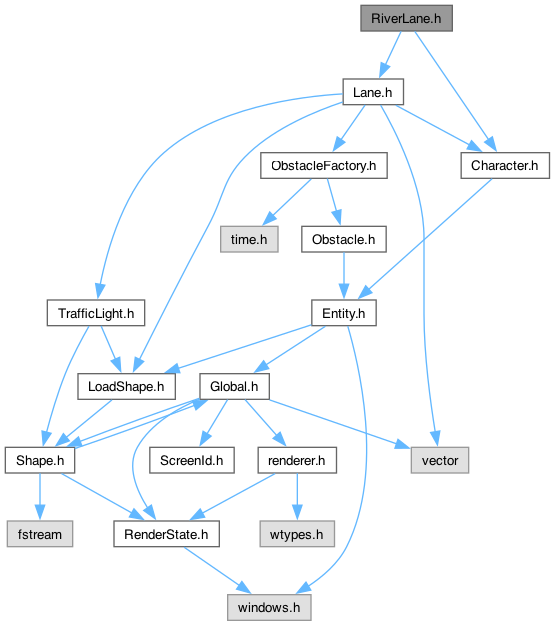 RiverLane.h
Lane.h
ObstacleFactory.h
Character.h
time.h
Obstacle.h
TrafficLight.h
Entity.h
LoadShape.h
Global.h
Shape.h
ScreenId.h
renderer.h
vector
fstream
RenderState.h
wtypes.h
windows.h